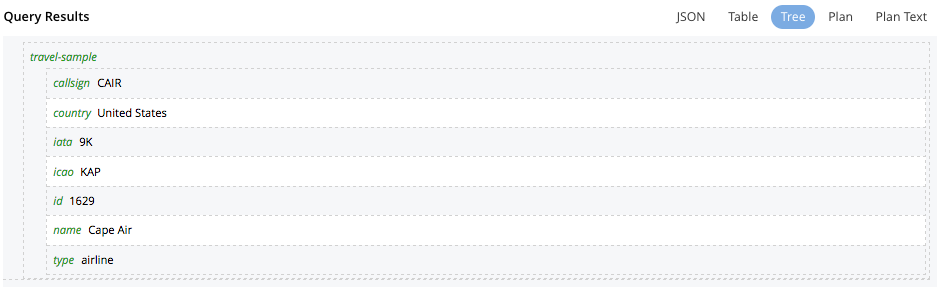 Query Results JSON Table Tree Plan Plan Text
travel-sample
callsign CAIR
country United States
iata 9K
icao KAP
id 1629
name Cape Air
type airline